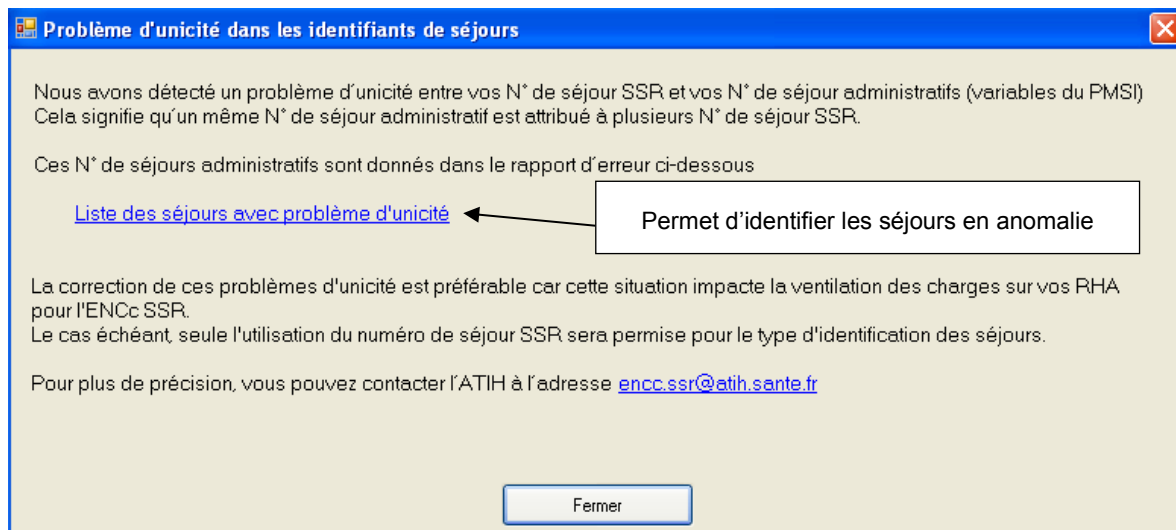 Problème d'unicité dans les identifiants de séjours
Nous avons détecté un problème d'unicité entre vos N° de séjour SSR et vos N° de séjour administratifs (variables du PMSI)
Cela signifie qu'un même N° de séjour administratif est attribué à plusieurs N° de séjour SSR.
Ces N° de séjours administratifs sont donnés dans le rapport d'erreur ci-dessous
Liste des séjours avec problème d'unicité
Permet d'identifier les séjours en anomalie
La correction de ces problèmes d'unicité est préférable car cette situation impacte la ventilation des charges sur vos RHA
pour l'ENCc SSR.
Le cas échéant, seule l'utilisation du numéro de séjour SSR sera permise pour le type d'identification des séjours.
Pour plus de précision, vous pouvez contacter l'ATIH à l'adresse encc.ssr@atih.sante.fr
Fermer